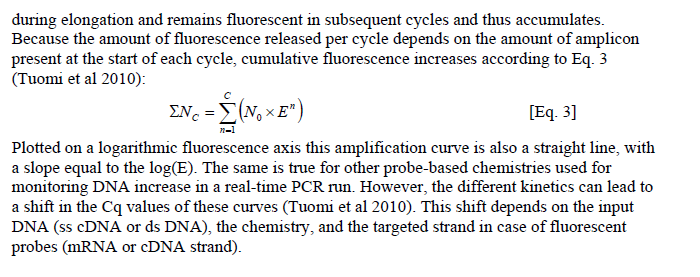 during elongation and remains fluorescent in subsequent cycles and thus accumulates.
Because the amount of fluorescence released per cycle depends on the amount of amplicon
present at the start of each cycle, cumulative fluorescence increases according to Eq. 3
(Tuomi et al 2010):
ΣN_C = ∑_{n=1}^{C} (N_0 × E^n) [Eq. 3]
Plotted on a logarithmic fluorescence axis this amplification curve is also a straight line, with
a slope equal to the log(E). The same is true for other probe-based chemistries used for
monitoring DNA increase in a real-time PCR run. However, the different kinetics can lead to
a shift in the Cq values of these curves (Tuomi et al 2010). This shift depends on the input
DNA (ss cDNA or ds DNA), the chemistry, and the targeted strand in case of fluorescent
probes (mRNA or cDNA strand).